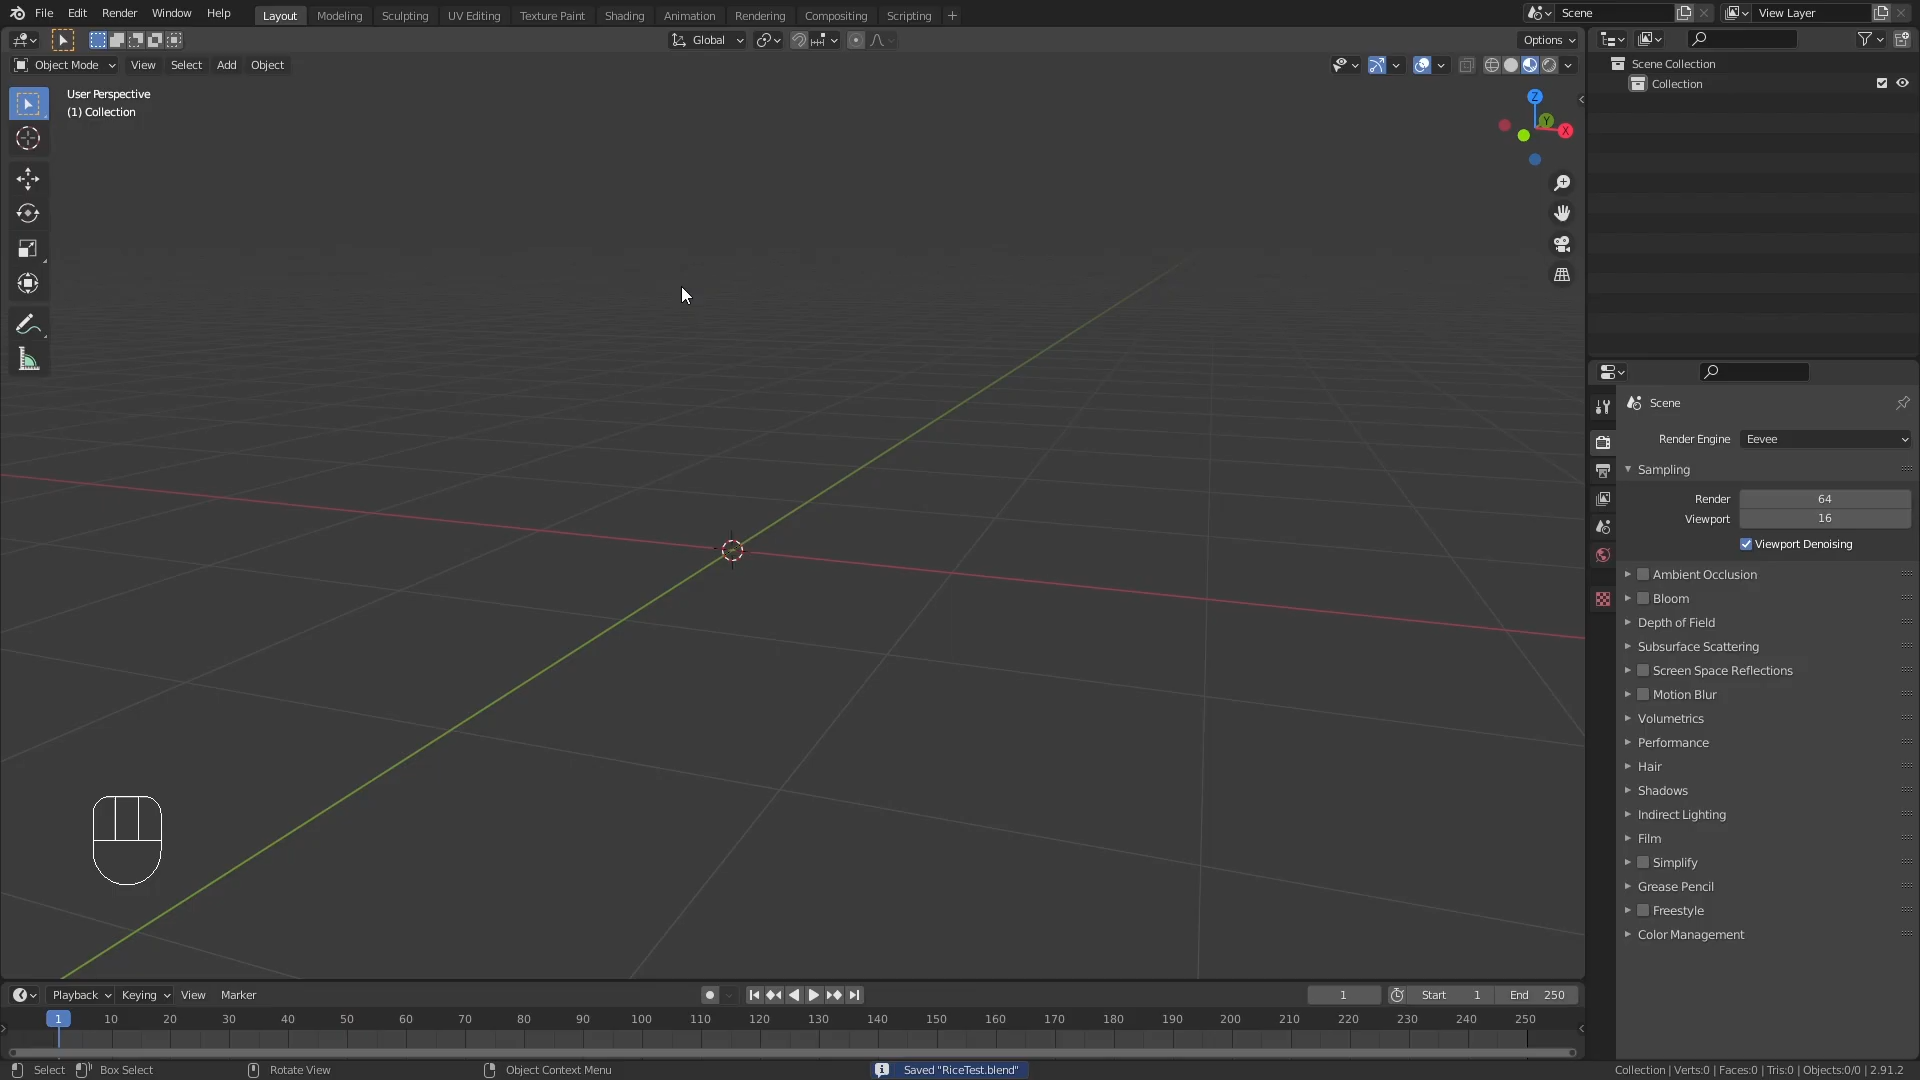 File Edit Render Window Help Layout Modeling Sculpting UV Editing Texture Paint Shading Animation Rendering Compositing Scripting + Scene View Layer
Global Options
Object Mode View Select Add Object
User Perspective
(1) Collection
Z
Y
X
Scene Collection
Collection
Scene
Render Engine Eevee
Sampling
Render 64
Viewport 16
Viewport Denoising
Ambient Occlusion
Bloom
Depth of Field
Subsurface Scattering
Screen Space Reflections
Motion Blur
Volumetrics
Performance
Hair
Shadows
Indirect Lighting
Film
Simplify
Grease Pencil
Freestyle
Color Management
Playback Keying View Marker 1 Start 1 End 250
1 10 20 30 40 50 60 70 80 90 100 110 120 130 140 150 160 170 180 190 200 210 220 230 240 250
Select Box Select Rotate View Object Context Menu Saved "RiceTest.blend" Collection | Verts:0 | Faces:0 | Tris:0 | Objects:0/0 | 2.91.2